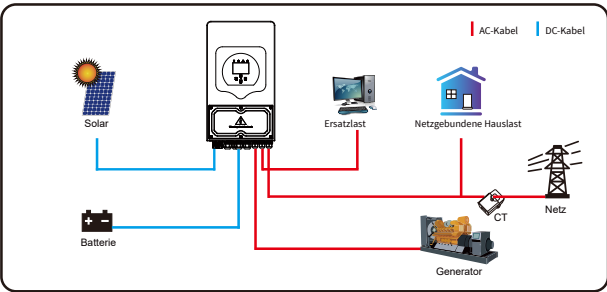 AC-Kabel
DC-Kabel
Solar
Ersatzlast
Netzgebundene Hauslast
CT
Netz
Batterie
Generator